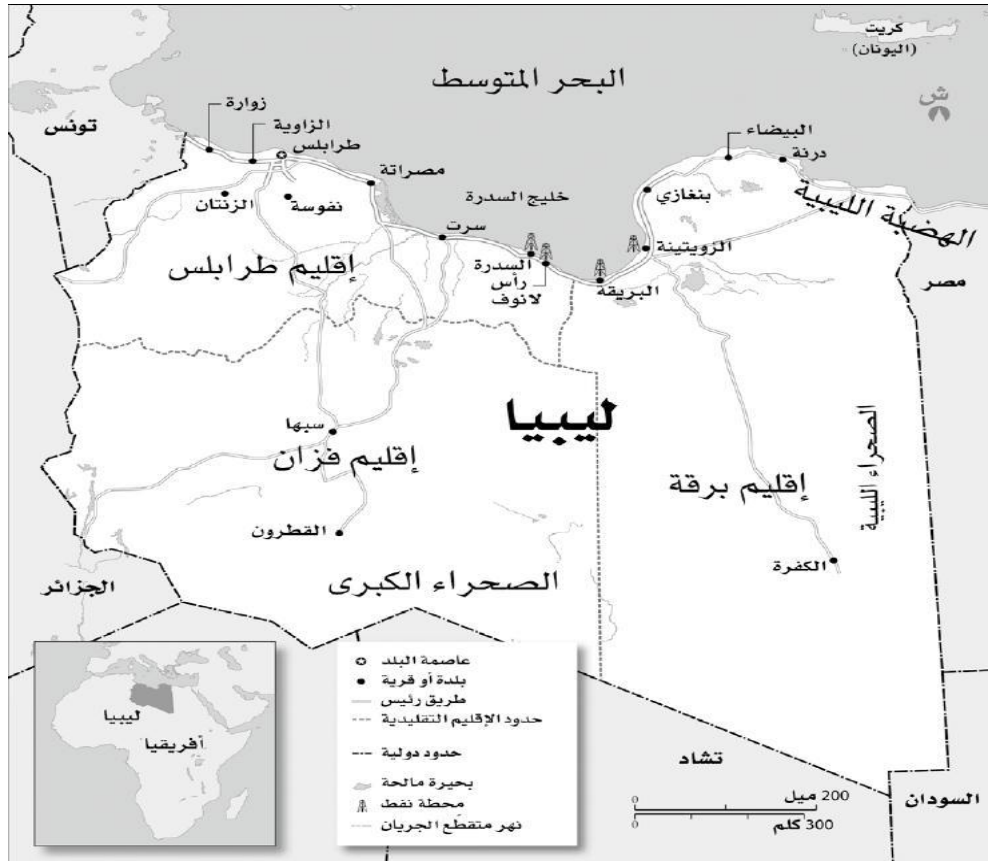 كريت
(اليونان)
البحر المتوسط
ش
تونس
زوارة
الزاوية
طرابلس
البيضاء
درنة
مصراتة
خليج السدرة
بنغازي
الهضبة الليبية
الزنتان
نفوسة
سرت
الزويتينة
مصر
إقليم طرابلس
السدرة
رأس
لانوف
البريقة
ليبيا
سبها
إقليم فزان
إقليم برقة
الصحراء الليبية
القطرون
الكفرة
الصحراء الكبرى
الجزائر
عاصمة البلد
بلدة أو قرية
طريق رئيس
حدود الإقليم التقليدية
حدود دولية
بحيرة مالحة
محطة نفط
نهر متقطّع الجريان
ليبيا
أفريقيا
تشاد
السودان
0 200 ميل
0 300 كلم